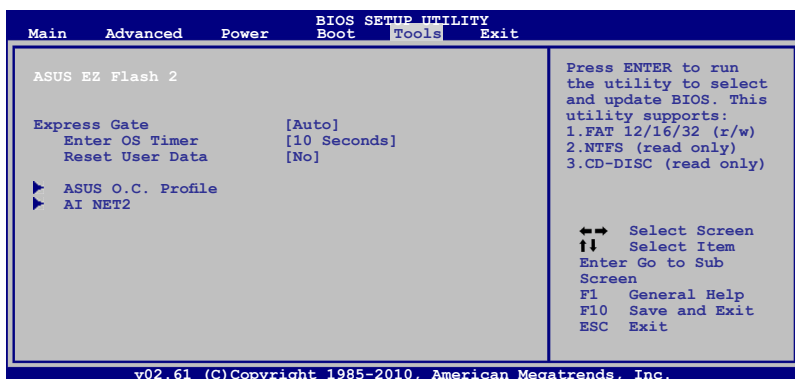 BIOS SETUP UTILITY
Main Advanced Power Boot Tools Exit
ASUS EZ Flash 2
Express Gate [Auto]
Enter OS Timer [10 Seconds]
Reset User Data [No]
ASUS O.C. Profile
AI NET2
Press ENTER to run
the utility to select
and update BIOS. This
utility supports:
1.FAT 12/16/32 (r/w)
2.NTFS (read only)
3.CD-DISC (read only)
←→ Select Screen
↑↓ Select Item
Enter Go to Sub
Screen
F1 General Help
F10 Save and Exit
ESC Exit
v02.61 (C)Copyright 1985-2010, American Megatrends, Inc.